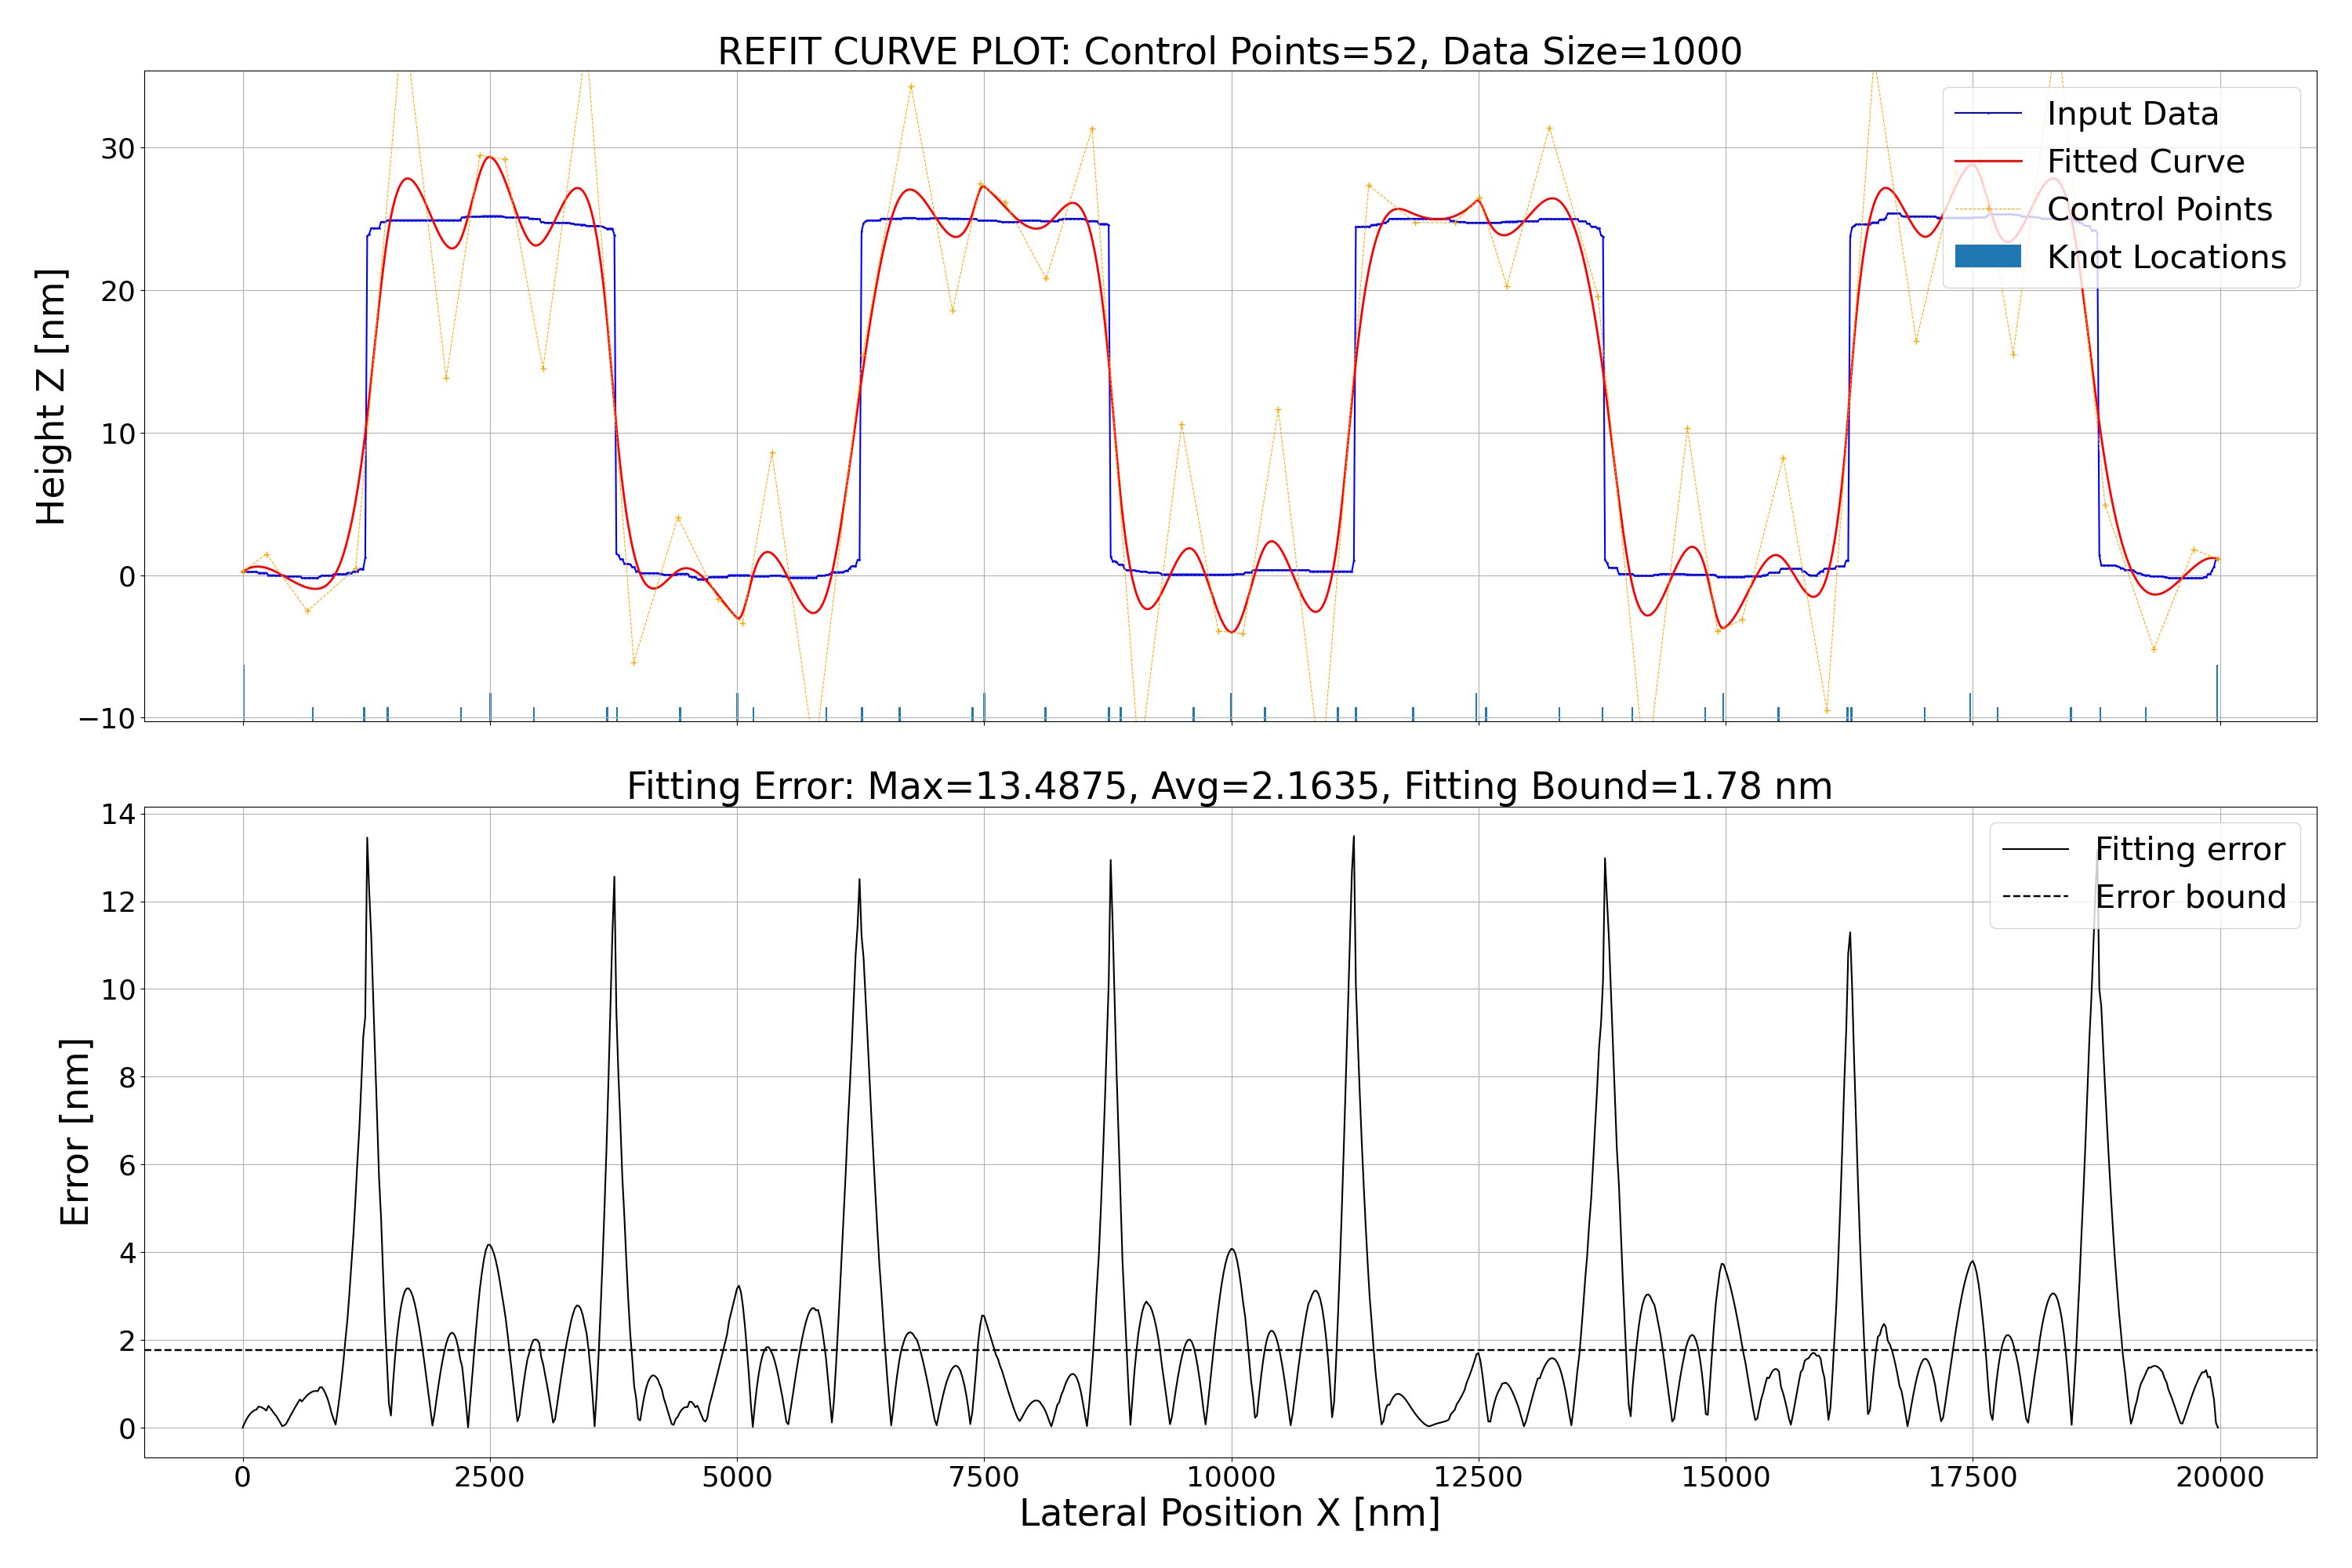 REFIT CURVE PLOT: Control Points=52, Data Size=1000
Height Z [nm]
30
20
10
0
−10
Input Data
Fitted Curve
Control Points
Knot Locations
Fitting Error: Max=13.4875, Avg=2.1635, Fitting Bound=1.78 nm
Error [nm]
14
12
10
8
6
4
2
0
Fitting error
Error bound
0 2500 5000 7500 10000 12500 15000 17500 20000
Lateral Position X [nm]